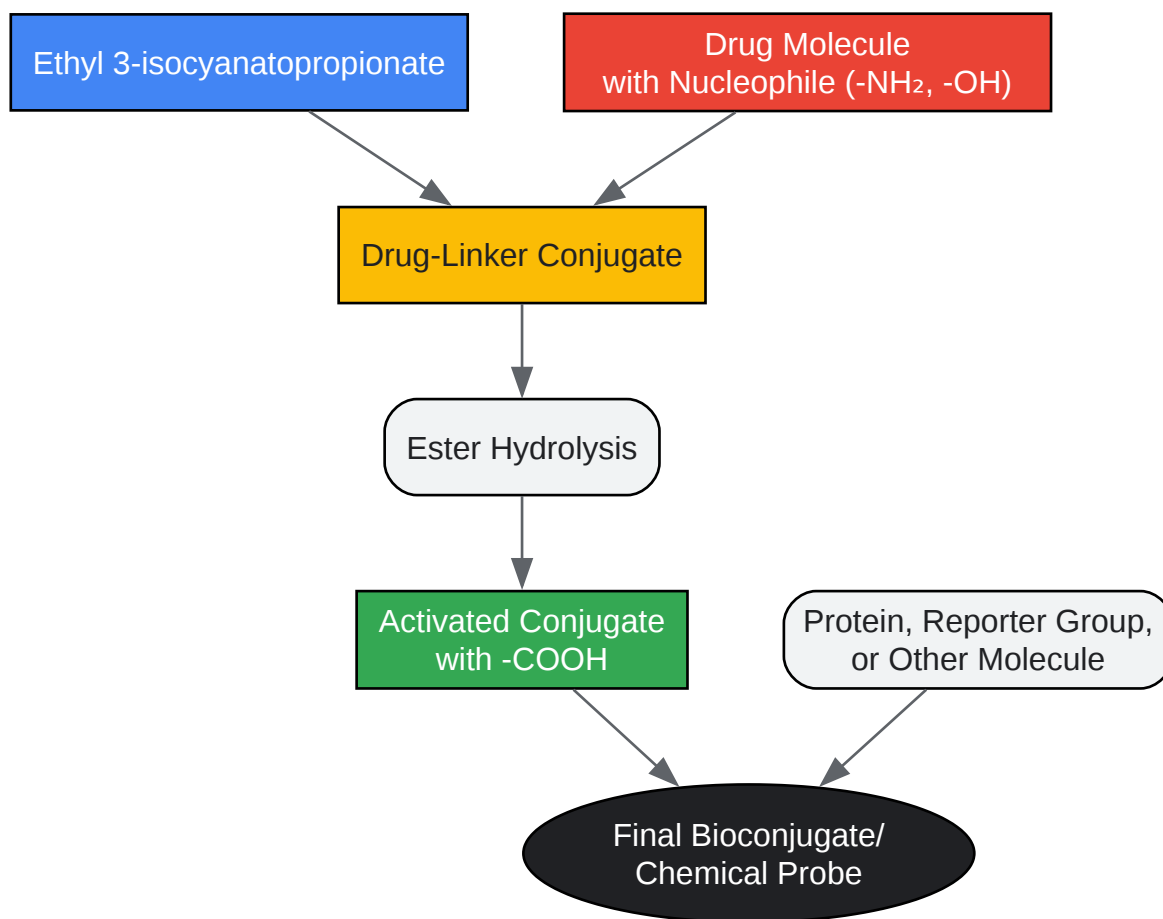 Ethyl 3-isocyanatopropionate
Drug Molecule
with Nucleophile (-NH₂, -OH)
Drug-Linker Conjugate
Ester Hydrolysis
Activated Conjugate
with -COOH
Protein, Reporter Group,
or Other Molecule
Final Bioconjugate/
Chemical Probe